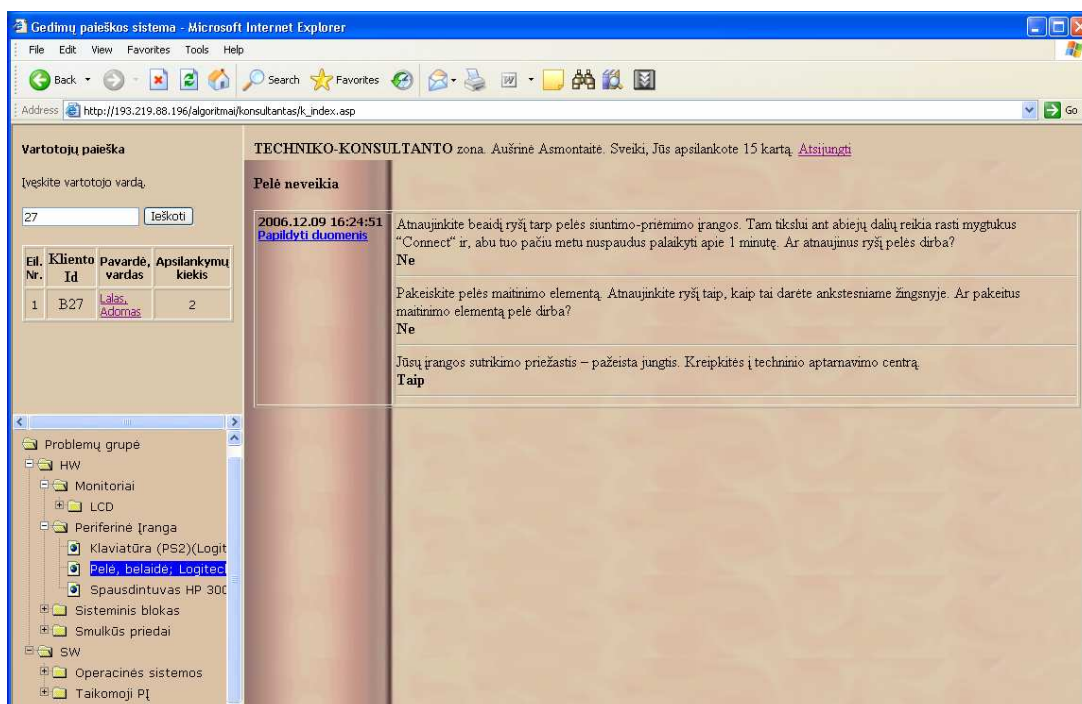 Gedimų paieškos sistema - Microsoft Internet Explorer
File Edit View Favorites Tools Help
Back Search Favorites
Address http://193.219.88.196/algoritmai/konsultantas/k_index.asp Go
Vartotojų paieška
Įveskite vartotojo vardą.
27 Ieškoti
Eil. Nr. Kliento Id Pavardė, vardas Apsilankymų kiekis
1 B27 Lalas, Adomas 2
Problemų grupė
HW
Monitoriai
LCD
Periferinė Įranga
Klaviatūra (PS2)(Logit
Pelė, belaidė; Logitecl
Spausdintuvas HP 300
Sisteminis blokas
Smulkūs priedai
SW
Operacinės sistemos
Taikomoji PĮ
TECHNIKO-KONSULTANTO zona. Aušrinė Asmontaitė. Sveiki, Jūs apsilankote 15 kartą. Atsijungti
Pelė neveikia
2006.12.09 16:24:51
Papildyti duomenis
Atnaujinkite beaidį ryšį tarp pelės siuntimo-priėmimo įrangos. Tam tikslui ant abiejų dalių reikia rasti mygtukus
"Connect" ir, abu tuo pačiu metu nuspaudus palaikyti apie 1 minutę. Ar atnaujinus ryšį pelės dirba?
Ne
Pakeiskite pelės maitinimo elementą. Atnaujinkite ryšį taip, kaip tai darėte ankstesniame žingsnyje. Ar pakeitus
maitinimo elementą pelė dirba?
Ne
Jūsų įrangos sutrikimo priežastis – pažeista jungtis. Kreipkitės į techninio aptarnavimo centrą.
Taip